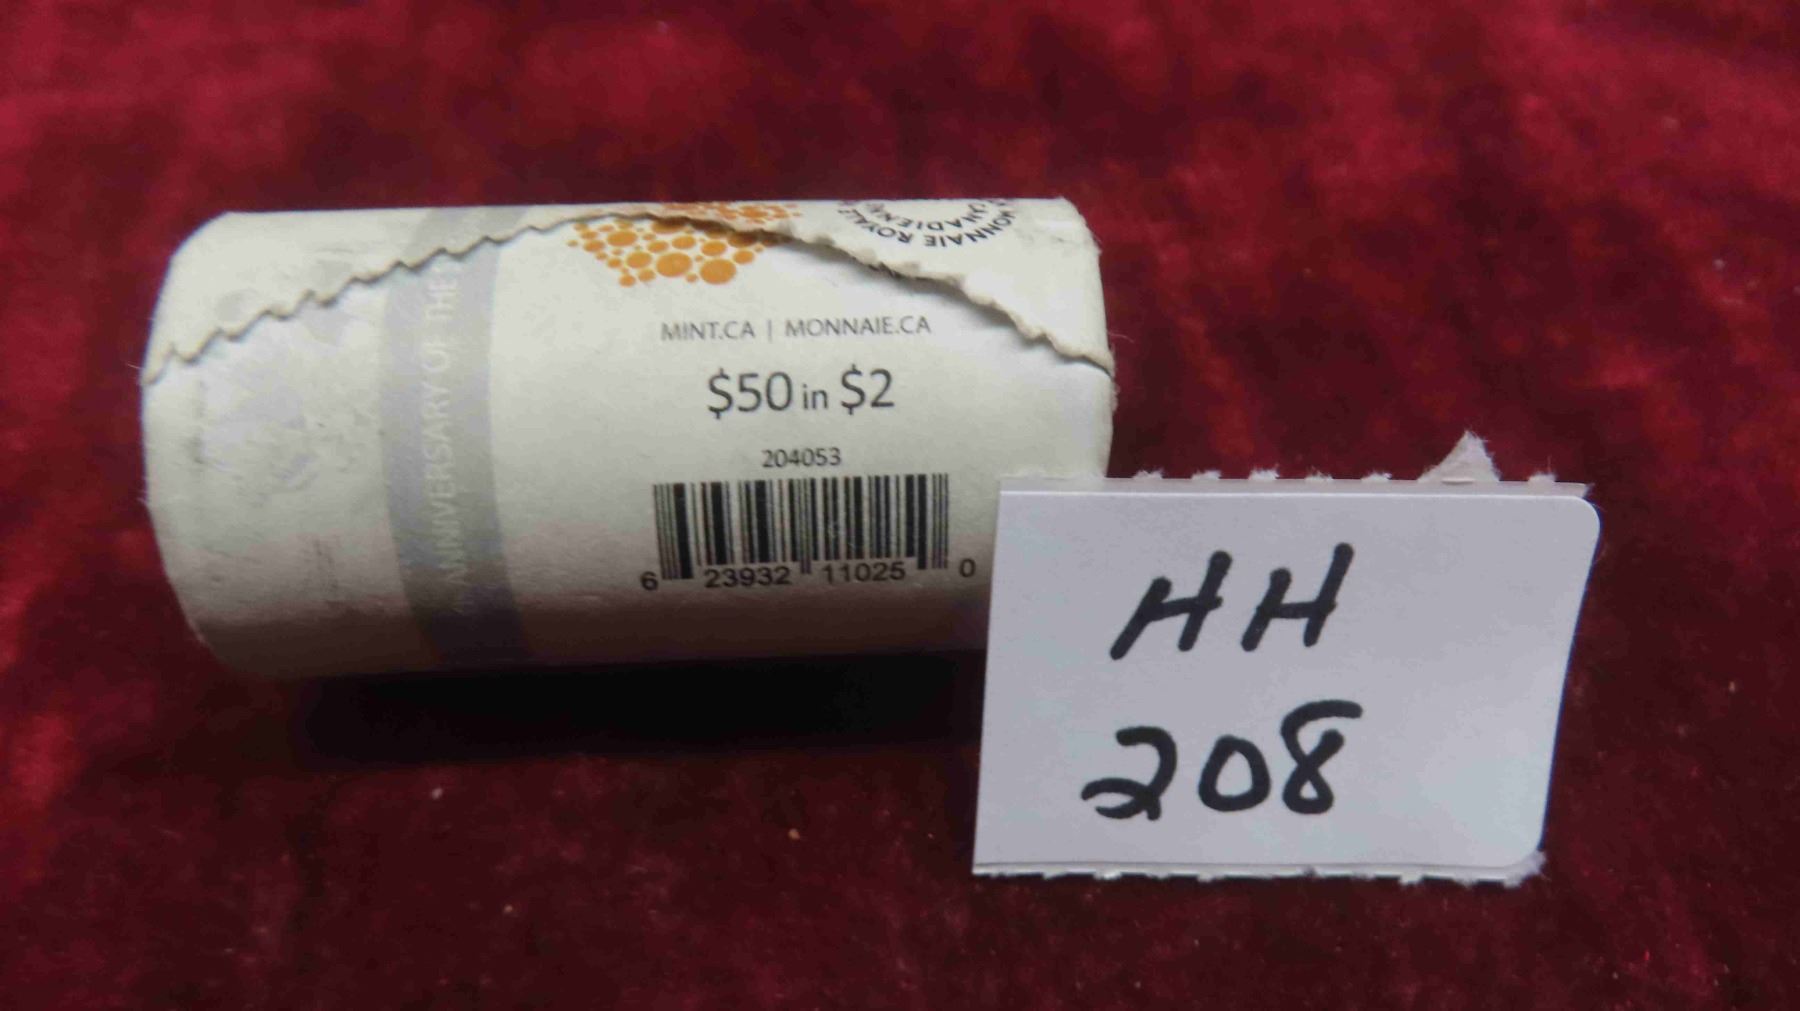 MONNAIE ROYALE
CANADIENNE
MINT.CA | MONNAIE.CA
$50 in $2
204053
6 23932 11025 0
ANNIVERSARY OF THE
HH
208